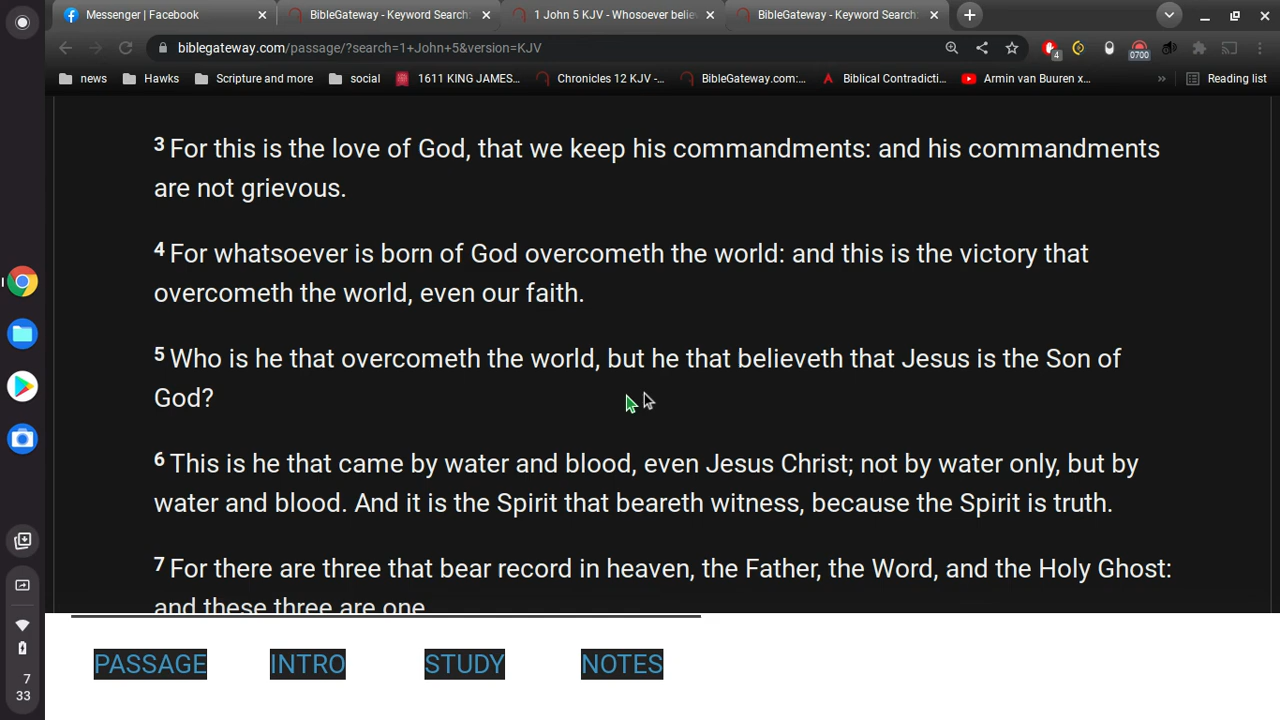 Messenger | Facebook
BibleGateway - Keyword Search:
1 John 5 KJV - Whosoever believ
BibleGateway - Keyword Search:
biblegateway.com/passage/?search=1+John+5&version=KJV
4
0700
news
Hawks
Scripture and more
social
1611 KING JAMES...
Chronicles 12 KJV -...
BibleGateway.com:...
Biblical Contradicti...
Armin van Buuren x...
»
Reading list
3 For this is the love of God, that we keep his commandments: and his commandments
are not grievous.
4 For whatsoever is born of God overcometh the world: and this is the victory that
overcometh the world, even our faith.
5 Who is he that overcometh the world, but he that believeth that Jesus is the Son of
God?
6 This is he that came by water and blood, even Jesus Christ; not by water only, but by
water and blood. And it is the Spirit that beareth witness, because the Spirit is truth.
7 For there are three that bear record in heaven, the Father, the Word, and the Holy Ghost:
and these three are one
PASSAGE
INTRO
STUDY
NOTES
7
33